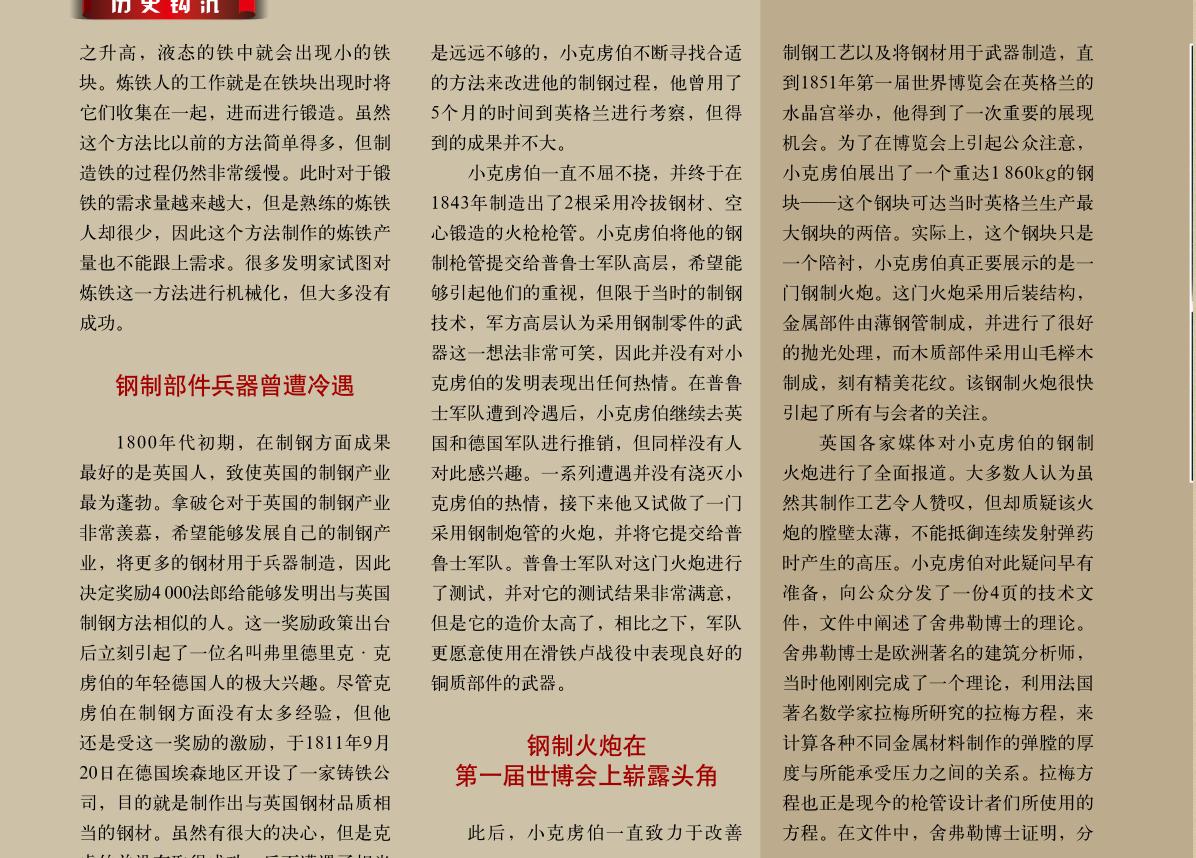 历史钩沉
之升高，液态的铁中就会出现小的铁
块。炼铁人的工作就是在铁块出现时将
它们收集在一起，进而进行锻造。虽然
这个方法比以前的方法简单得多，但制
造铁的过程仍然非常缓慢。此时对于锻
铁的需求量越来越大，但是熟练的炼铁
人却很少，因此这个方法制作的炼铁产
量也不能跟上需求。很多发明家试图对
炼铁这一方法进行机械化，但大多没有
成功。
钢制部件兵器曾遭冷遇
1800年代初期，在制钢方面成果
最好的是英国人，致使英国的制钢产业
最为蓬勃。拿破仑对于英国的制钢产业
非常羡慕，希望能够发展自己的制钢产
业，将更多的钢材用于兵器制造，因此
决定奖励4 000法郎给能够发明出与英国
制钢方法相似的人。这一奖励政策出台
后立刻引起了一位名叫弗里德里克·克
虏伯的年轻德国人的极大兴趣。尽管克
虏伯在制钢方面没有太多经验，但他
还是受这一奖励的激励，于1811年9月
20日在德国埃森地区开设了一家铸铁公
司，目的就是制作出与英国钢材品质相
当的钢材。虽然有很大的决心，但是克
是远远不够的，小克虏伯不断寻找合适
的方法来改进他的制钢过程，他曾用了
5个月的时间到英格兰进行考察，但得
到的成果并不大。
小克虏伯一直不屈不挠，并终于在
1843年制造出了2根采用冷拔钢材、空
心锻造的火枪枪管。小克虏伯将他的钢
制枪管提交给普鲁士军队高层，希望能
够引起他们的重视，但限于当时的制钢
技术，军方高层认为采用钢制零件的武
器这一想法非常可笑，因此并没有对小
克虏伯的发明表现出任何热情。在普鲁
士军队遭到冷遇后，小克虏伯继续去英
国和德国军队进行推销，但同样没有人
对此感兴趣。一系列遭遇并没有浇灭小
克虏伯的热情，接下来他又试做了一门
采用钢制炮管的火炮，并将它提交给普
鲁士军队。普鲁士军队对这门火炮进行
了测试，并对它的测试结果非常满意，
但是它的造价太高了，相比之下，军队
更愿意使用在滑铁卢战役中表现良好的
铜质部件的武器。
钢制火炮在
第一届世博会上崭露头角
此后，小克虏伯一直致力于改善
制钢工艺以及将钢材用于武器制造，直
到1851年第一届世界博览会在英格兰的
水晶宫举办，他得到了一次重要的展现
机会。为了在博览会上引起公众注意，
小克虏伯展出了一个重达1 860kg的钢
块——这个钢块可达当时英格兰生产最
大钢块的两倍。实际上，这个钢块只是
一个陪衬，小克虏伯真正要展示的是一
门钢制火炮。这门火炮采用后装结构，
金属部件由薄钢管制成，并进行了很好
的抛光处理，而木质部件采用山毛榉木
制成，刻有精美花纹。该钢制火炮很快
引起了所有与会者的关注。
英国各家媒体对小克虏伯的钢制
火炮进行了全面报道。大多数人认为虽
然其制作工艺令人赞叹，但却质疑该火
炮的膛壁太薄，不能抵御连续发射弹药
时产生的高压。小克虏伯对此疑问早有
准备，向公众分发了一份4页的技术文
件，文件中阐述了舍弗勒博士的理论。
舍弗勒博士是欧洲著名的建筑分析师，
当时他刚刚完成了一个理论，利用法国
著名数学家拉梅所研究的拉梅方程，来
计算各种不同金属材料制作的弹膛的厚
度与所能承受压力之间的关系。拉梅方
程也正是现今的枪管设计者们所使用的
方程。在文件中，舍弗勒博士证明，分